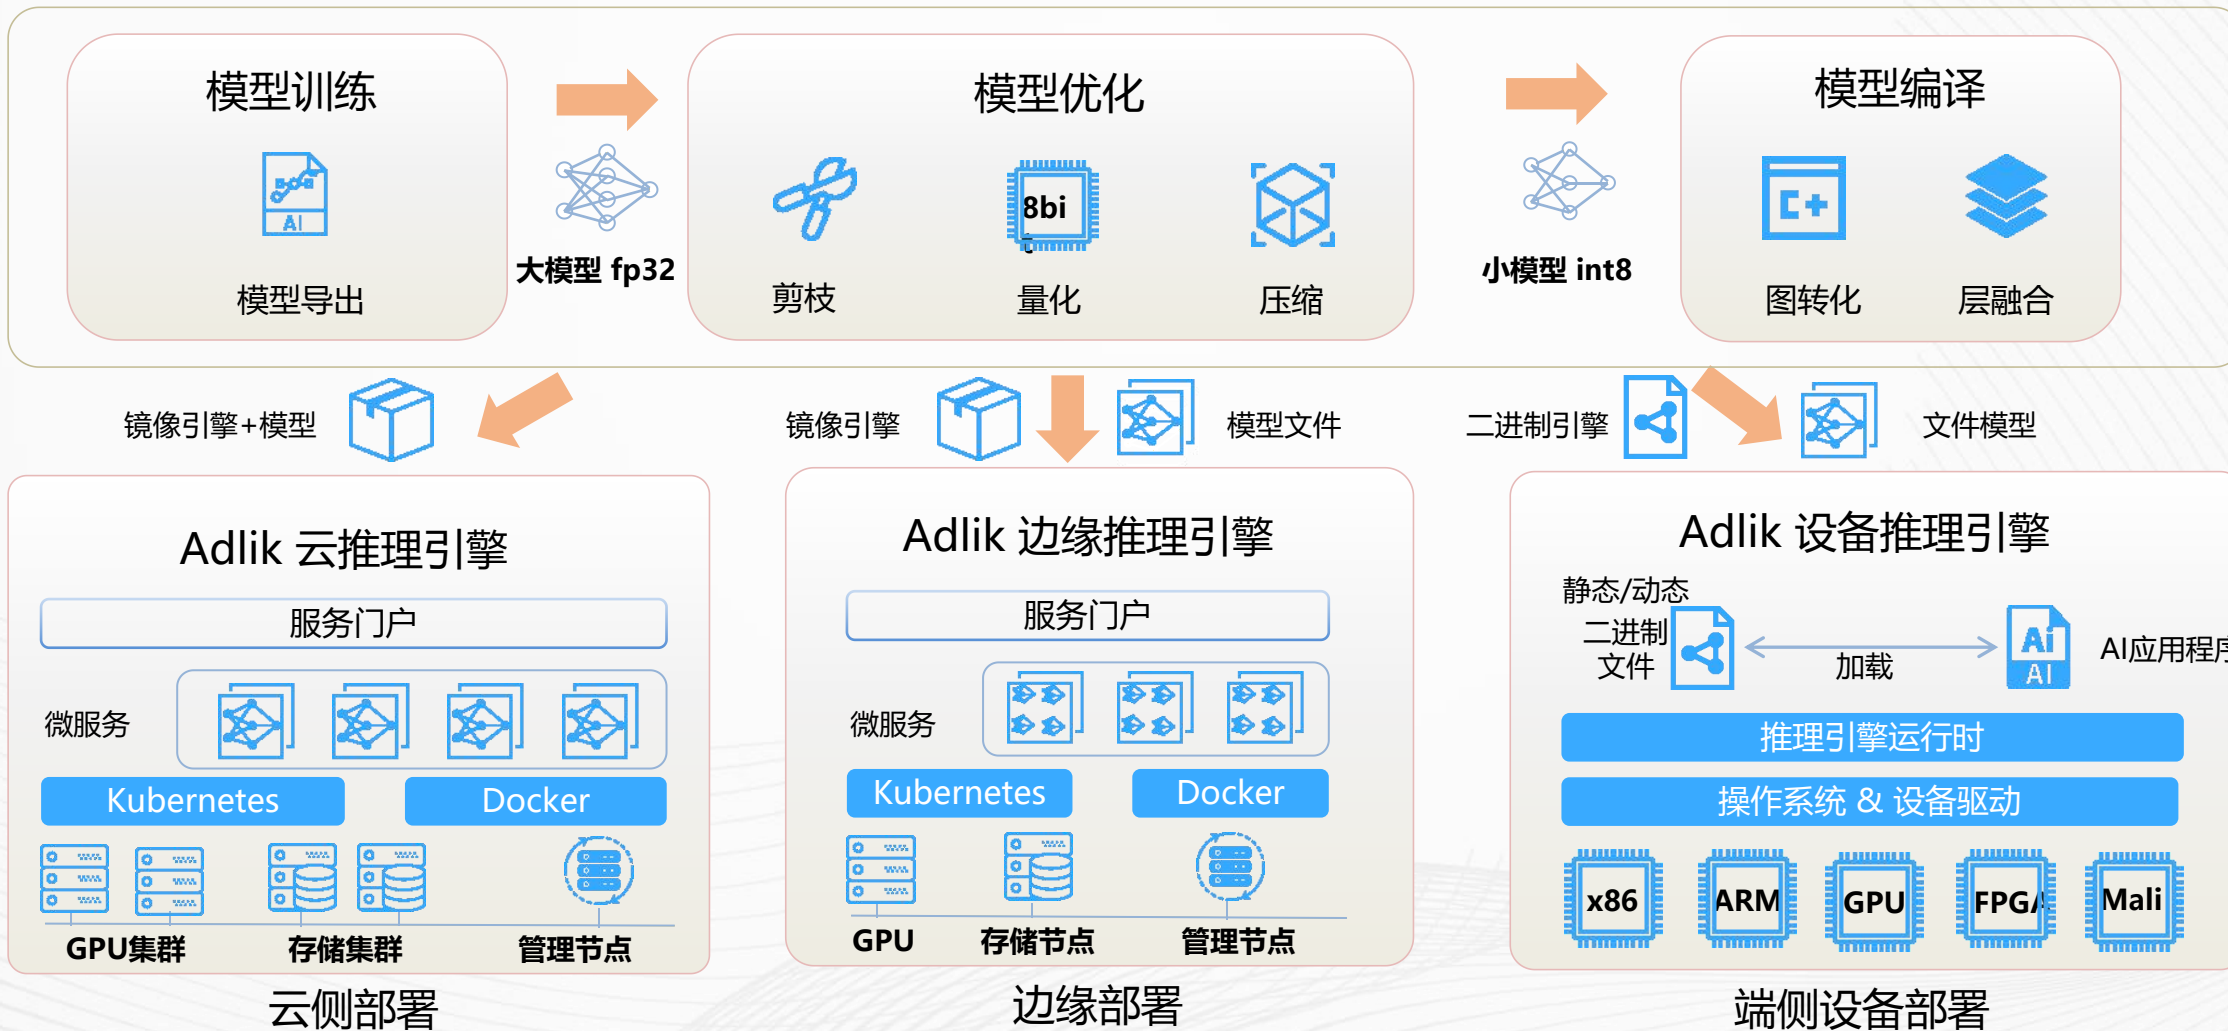 模型训练
模型优化
模型编译
AI
8bi
t
C+
大模型 fp32
小模型 int8
模型导出
剪枝
量化
压缩
图转化
层融合
镜像引擎+模型
镜像引擎
模型文件
二进制引擎
文件模型
Adlik 云推理引擎
服务门户
微服务
Kubernetes
Docker
GPU集群
存储集群
管理节点
云侧部署
Adlik 边缘推理引擎
服务门户
微服务
Kubernetes
Docker
GPU
存储节点
管理节点
边缘部署
Adlik 设备推理引擎
静态/动态
二进制
文件
加载
Ai
AI
AI应用程序
推理引擎运行时
操作系统 & 设备驱动
x86
ARM
GPU
FPGA
Mali
端侧设备部署